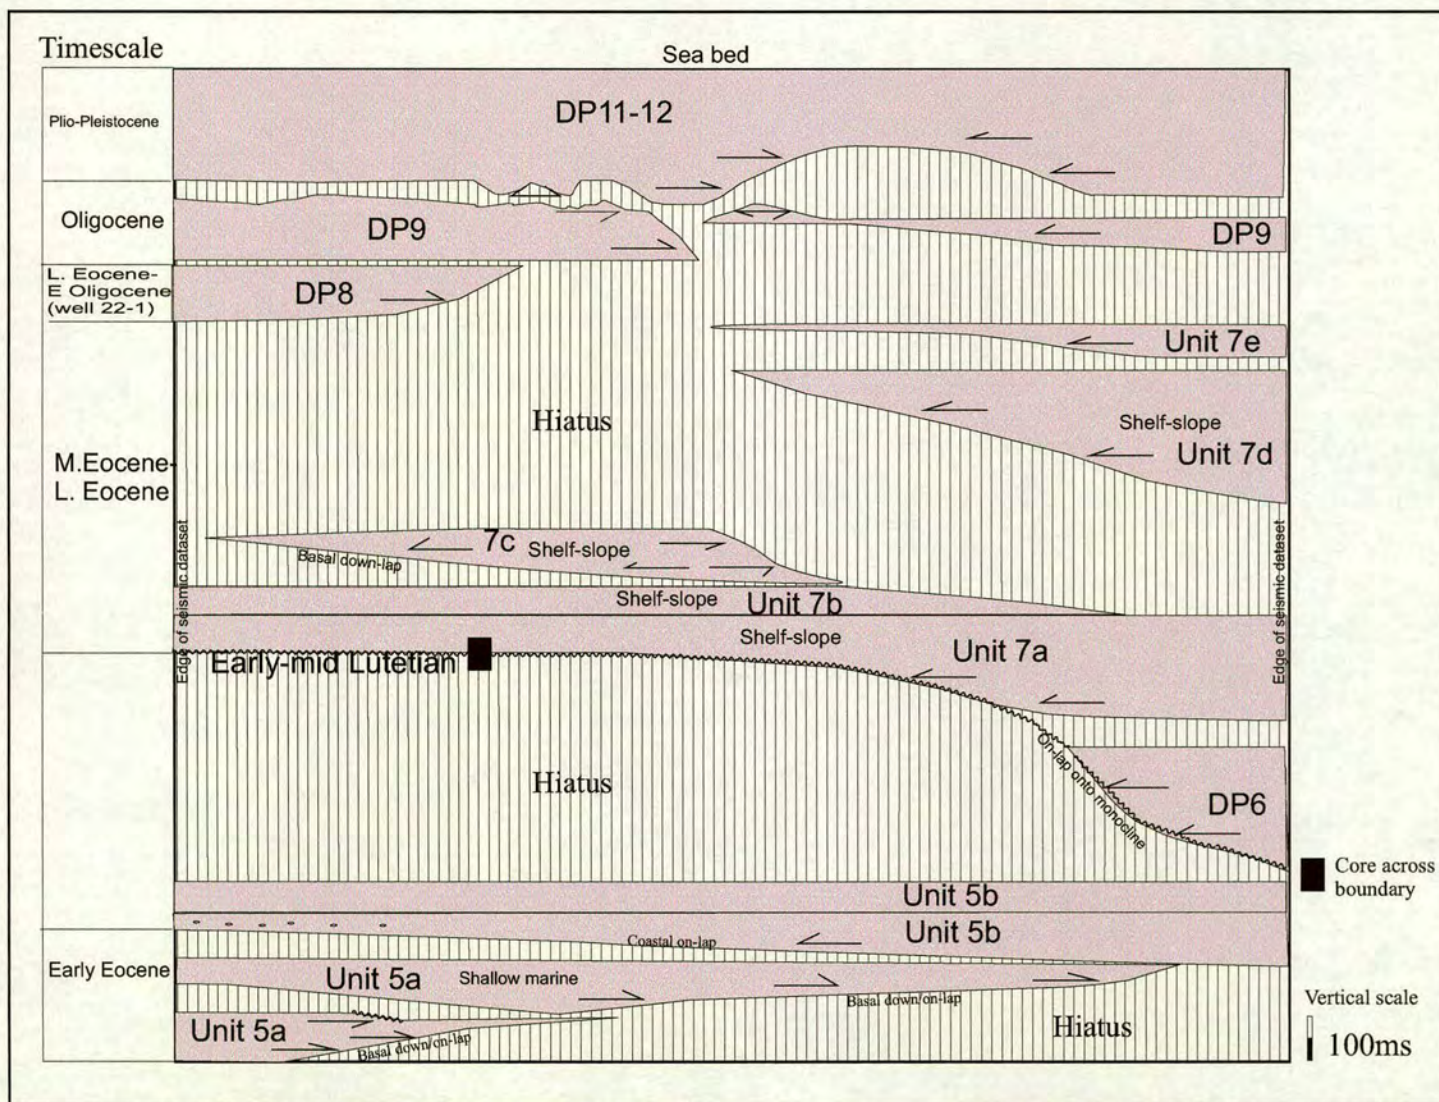 Timescale
Sea bed
Plio-Pleistocene
DP11-12
Oligocene
DP9
DP9
L. Eocene-
E Oligocene
(well 22-1)
DP8
Unit 7e
Hiatus
Shelf-slope
Unit 7d
M.Eocene-
L. Eocene
Edge of seismic dataset
7c
Shelf-slope
Basal down-lap
Edge of seismic dataset
Shelf-slope
Unit 7b
Shelf-slope
Unit 7a
Early-mid Lutetian
Hiatus
On-lap onto monocline
DP6
Core across
boundary
Unit 5b
Unit 5b
Coastal on-lap
Early Eocene
Unit 5a
Shallow marine
Basal down/on-lap
Unit 5a
Basal down/on-lap
Hiatus
Vertical scale
100ms